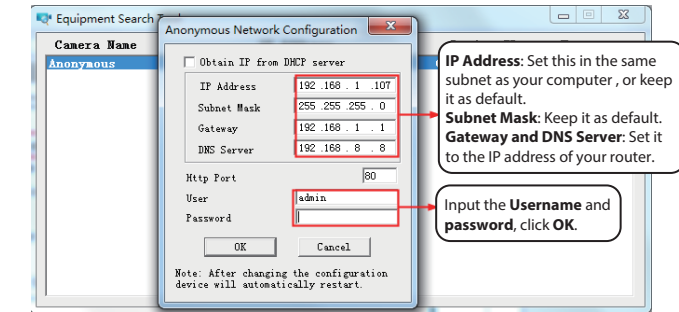 Equipment Search T
Camera Name
Anonymous
Anonymous Network
Configuration
Obtain IP from DHCP server
IP Address 192 .168 . 1 .107
Subnet Mask 255 .255 .255 . 0
Gateway 192 .168 . 1 . 1
DNS Server 192 .168 . 8 . 8
Http Port 80
User admin
Password
OK Cancel
Note: After changing the configuration
device will automatically restart.
IP Address: Set this in the same
subnet as your computer , or keep
it as default.
Subnet Mask: Keep it as default.
Gateway and DNS Server: Set it
to the IP address of your router.
Input the Username and
password, click OK.